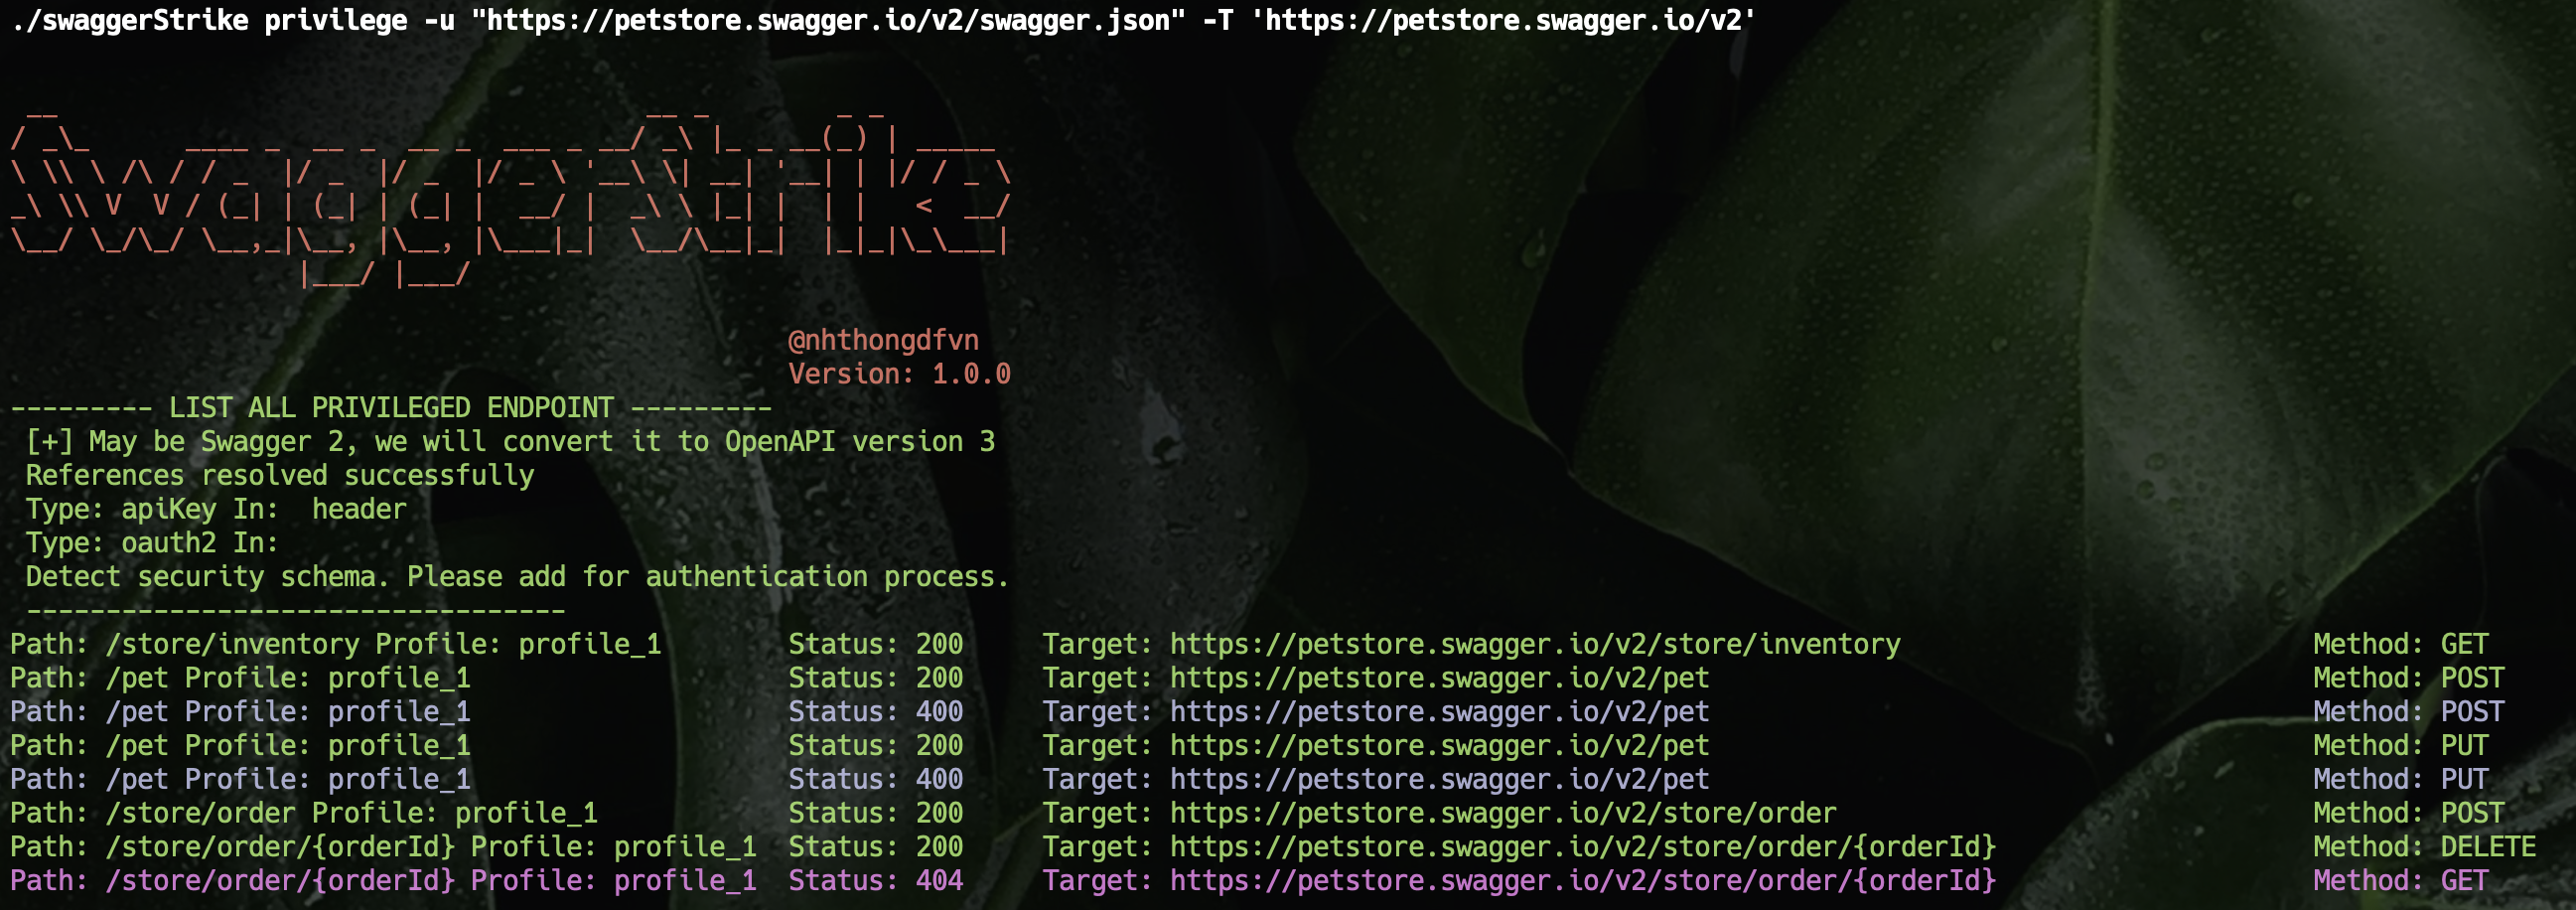 ./swaggerStrike privilege -u "https://petstore.swagger.io/v2/swagger.json" -T 'https://petstore.swagger.io/v2'
SwaggerStrike
@nhthongdfvn
Version: 1.0.0
--------- LIST ALL PRIVILEGED ENDPOINT ---------
[+] May be Swagger 2, we will convert it to OpenAPI version 3
References resolved successfully
Type: apiKey In:  header
Type: oauth2 In:
Detect security schema. Please add for authentication process.
----------------------------------
Path: /store/inventory Profile: profile_1 Status: 200 Target: https://petstore.swagger.io/v2/store/inventory Method: GET
Path: /pet Profile: profile_1 Status: 200 Target: https://petstore.swagger.io/v2/pet Method: POST
Path: /pet Profile: profile_1 Status: 400 Target: https://petstore.swagger.io/v2/pet Method: POST
Path: /pet Profile: profile_1 Status: 200 Target: https://petstore.swagger.io/v2/pet Method: PUT
Path: /pet Profile: profile_1 Status: 400 Target: https://petstore.swagger.io/v2/pet Method: PUT
Path: /store/order Profile: profile_1 Status: 200 Target: https://petstore.swagger.io/v2/store/order Method: POST
Path: /store/order/{orderId} Profile: profile_1 Status: 200 Target: https://petstore.swagger.io/v2/store/order/{orderId} Method: DELETE
Path: /store/order/{orderId} Profile: profile_1 Status: 404 Target: https://petstore.swagger.io/v2/store/order/{orderId} Method: GET